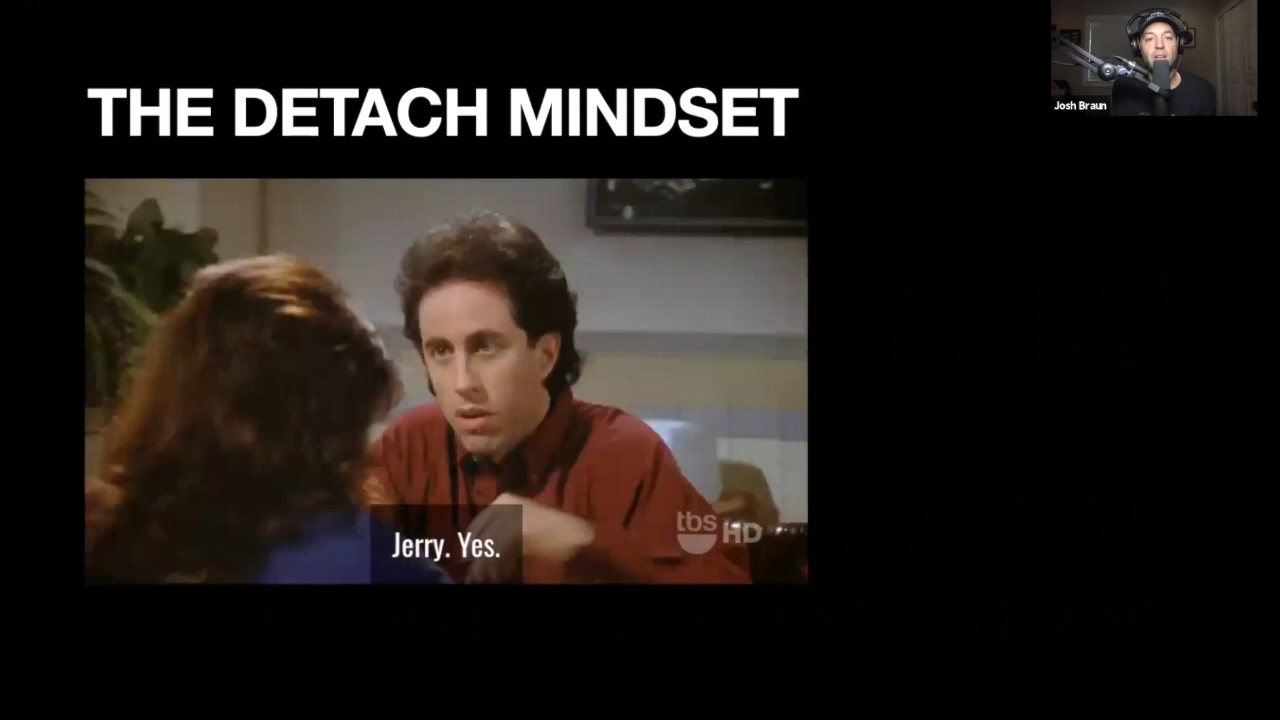 THE DETACH MINDSET
Josh Braun
Jerry. Yes.
tbs HD